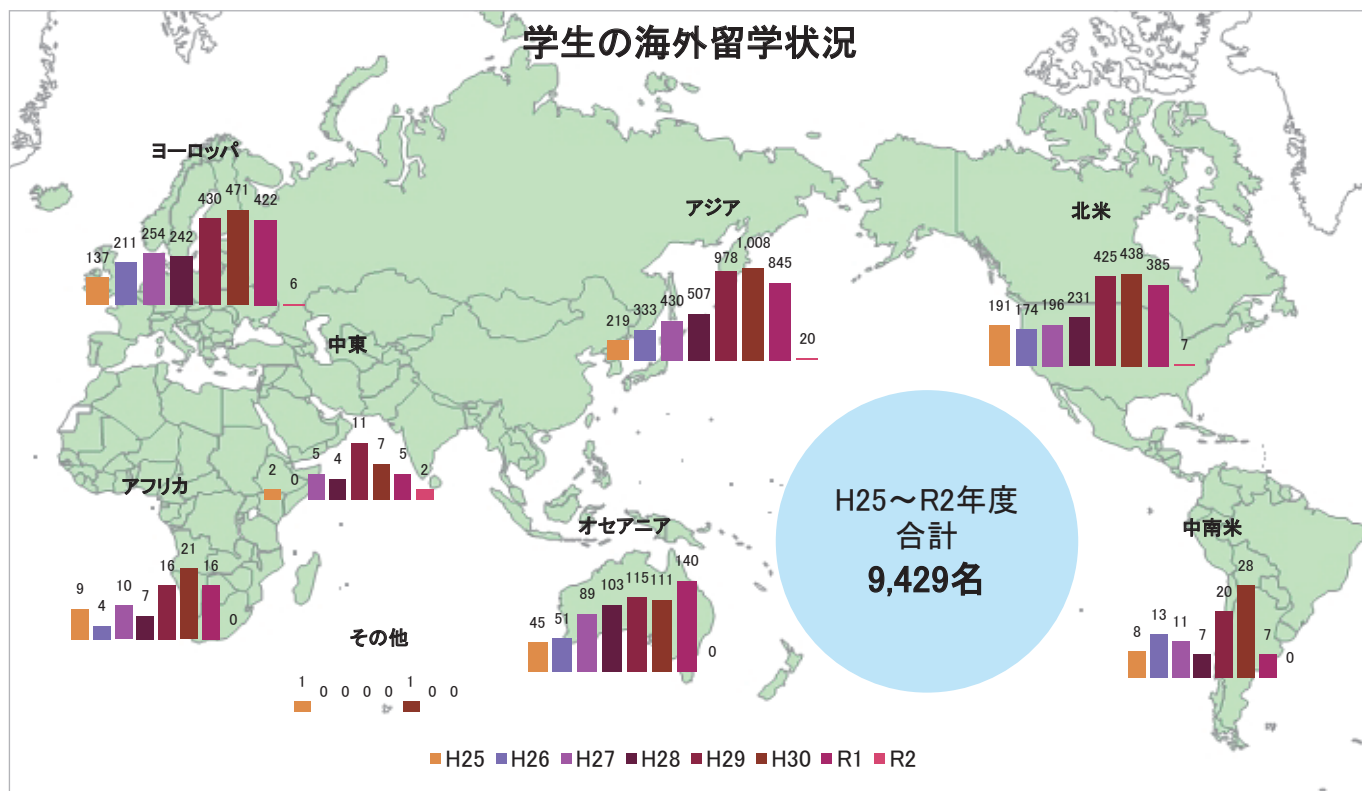 学生の海外留学状況
ヨーロッパ
137 211 254 242 430 471 422 6
アジア
219 333 430 507 978 1,008 845 20
北米
191 174 196 231 425 438 385 7
中東
2 0 5 4 11 7 5 2
アフリカ
9 4 10 7 16 21 16 0
オセアニア
45 51 89 103 115 111 140 0
H25～R2年度
合計
9,429名
中南米
8 13 11 7 20 28 7 0
その他
1 0 0 0 0 1 0 0
H25 H26 H27 H28 H29 H30 R1 R2